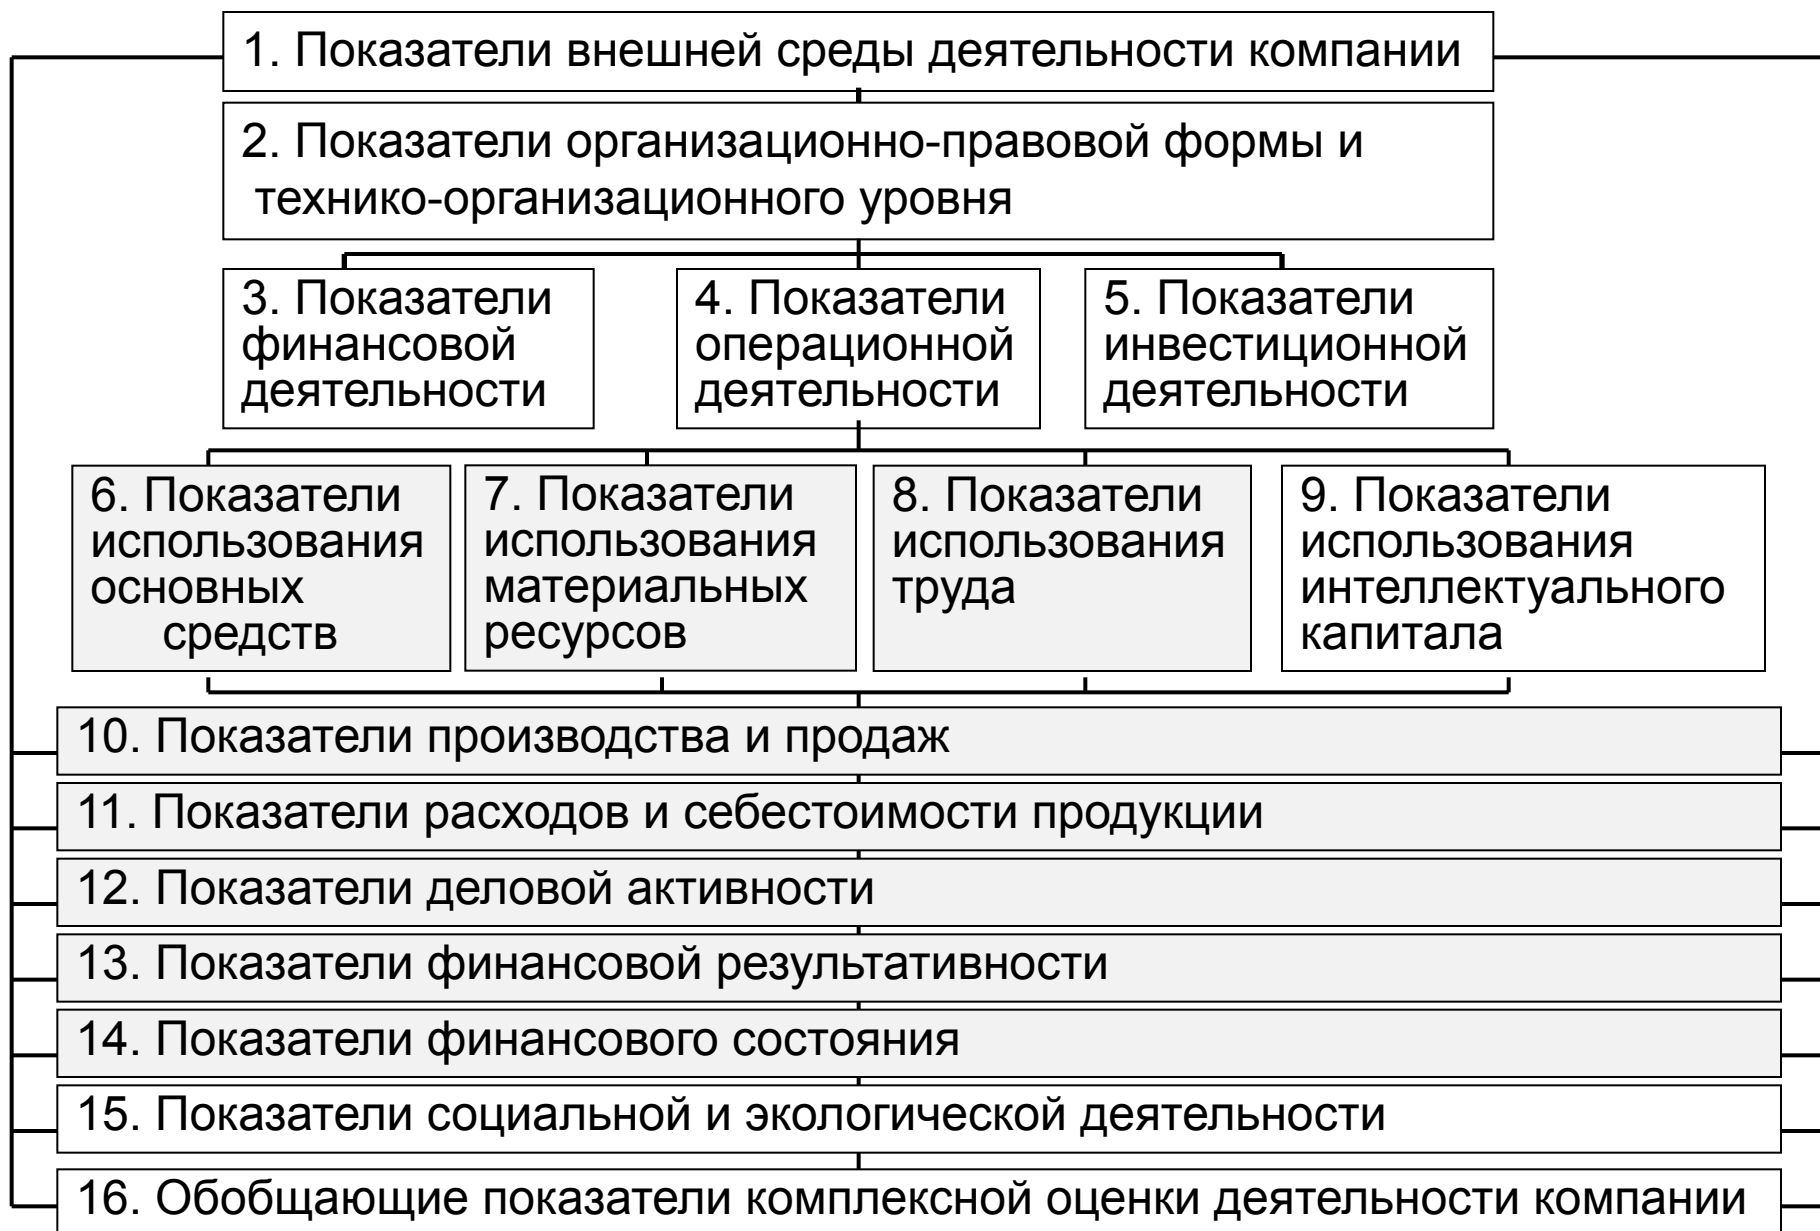 1. Показатели внешней среды деятельности компании
2. Показатели организационно-правовой формы и
технико-организационного уровня
3. Показатели
финансовой
деятельности
4. Показатели
операционной
деятельности
5. Показатели
инвестиционной
деятельности
6. Показатели
использования
основных
средств
7. Показатели
использования
материальных
ресурсов
8. Показатели
использования
труда
9. Показатели
использования
интеллектуального
капитала
10. Показатели производства и продаж
11. Показатели расходов и себестоимости продукции
12. Показатели деловой активности
13. Показатели финансовой результативности
14. Показатели финансового состояния
15. Показатели социальной и экологической деятельности
16. Обобщающие показатели комплексной оценки деятельности компании